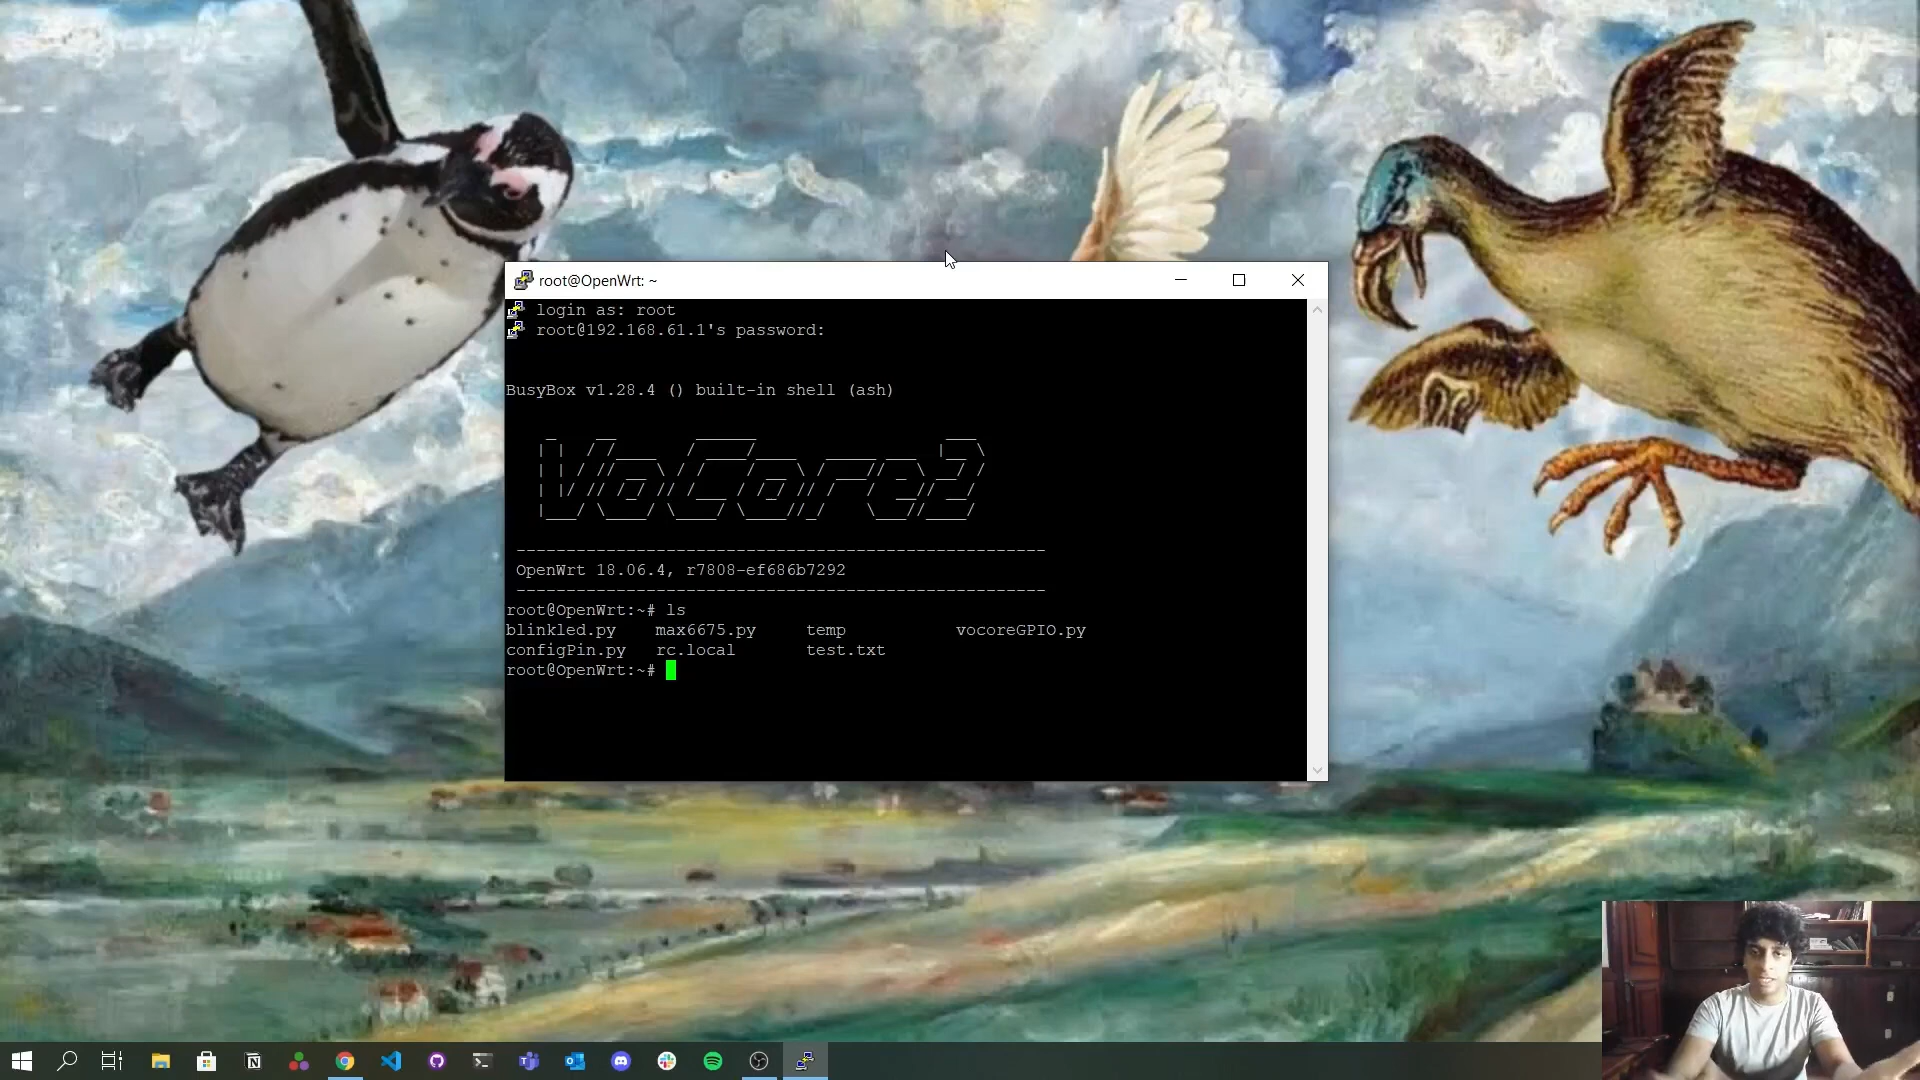 root@OpenWrt: ~
login as: root
root@192.168.61.1's password:
BusyBox v1.28.4 () built-in shell (ash)
VoCore2
-----------------------------------------------------
OpenWrt 18.06.4, r7808-ef686b7292
-----------------------------------------------------
root@OpenWrt:~# ls
blinkled.py max6675.py temp vocoreGPIO.py
configPin.py rc.local test.txt
root@OpenWrt:~#